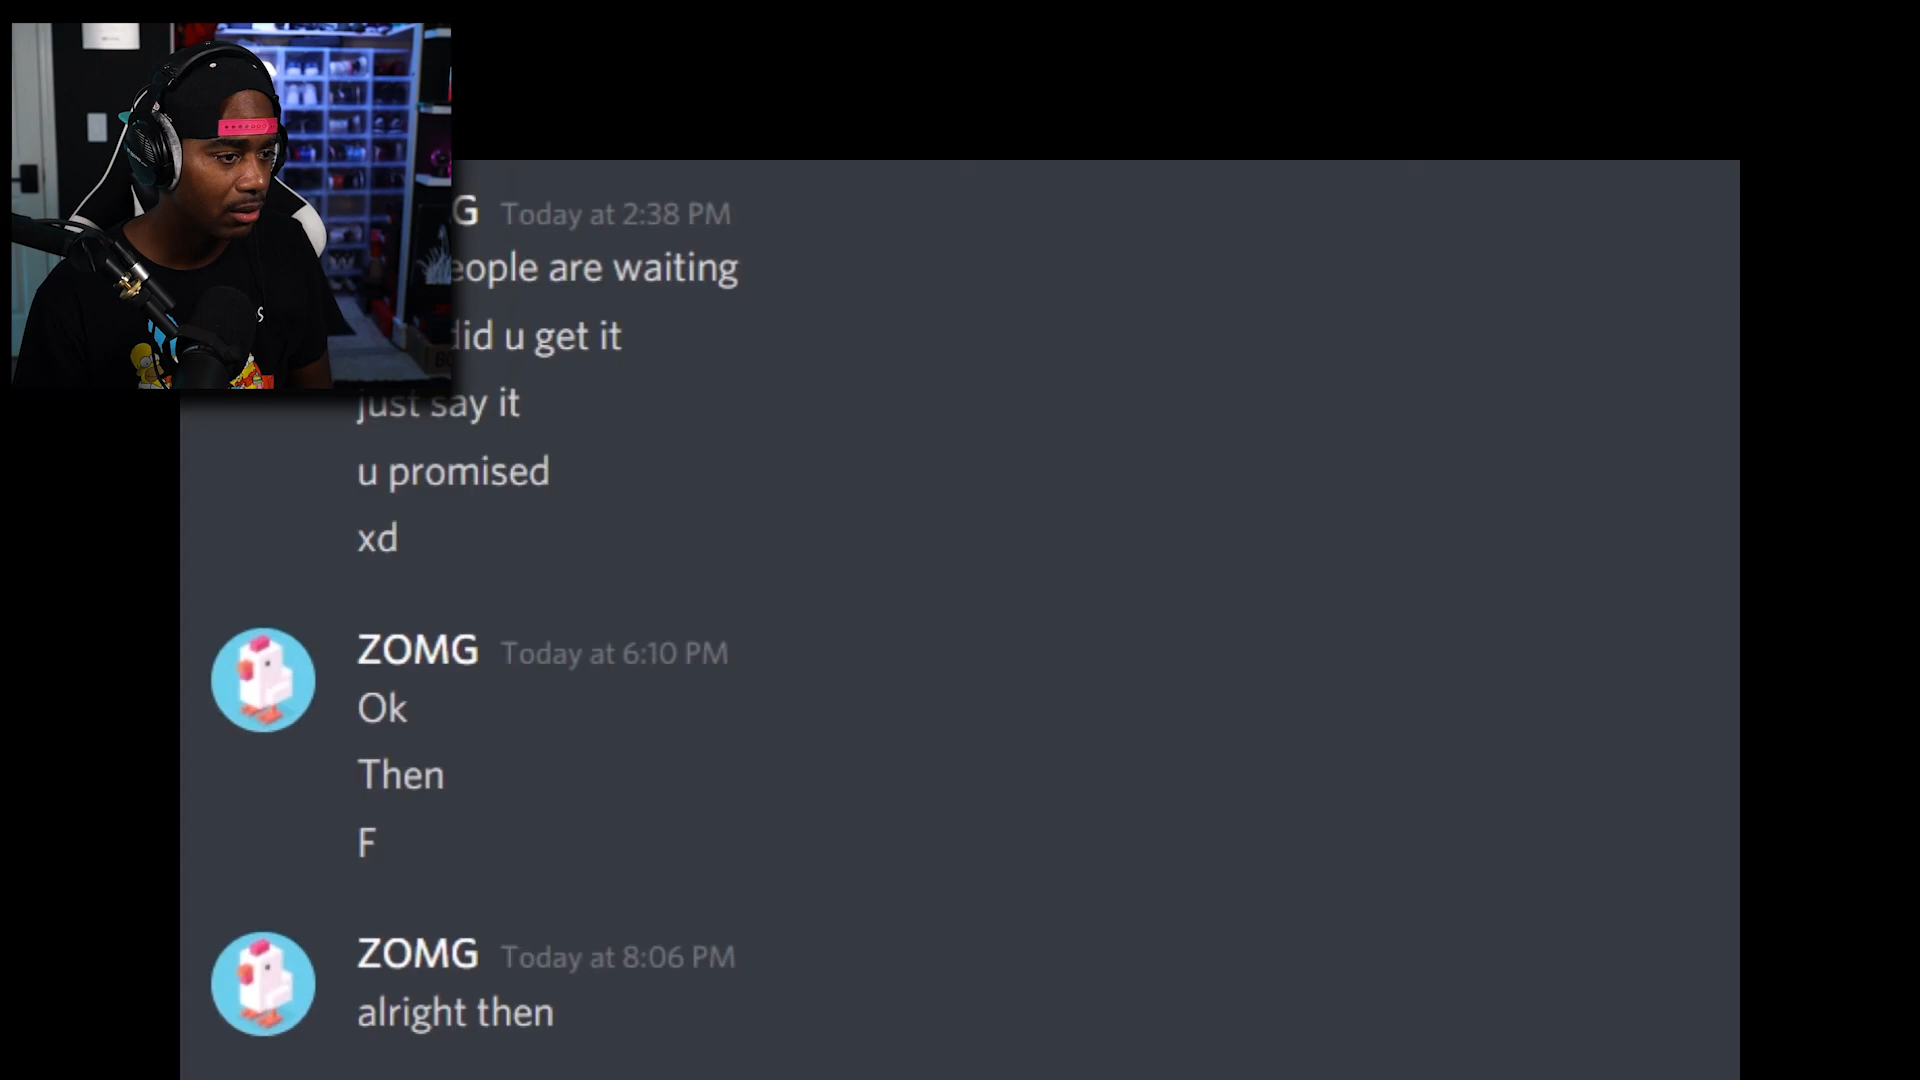 G Today at 2:38 PM
eople are waiting
did u get it
just say it
u promised
xd
ZOMG Today at 6:10 PM
Ok
Then
F
ZOMG Today at 8:06 PM
alright then